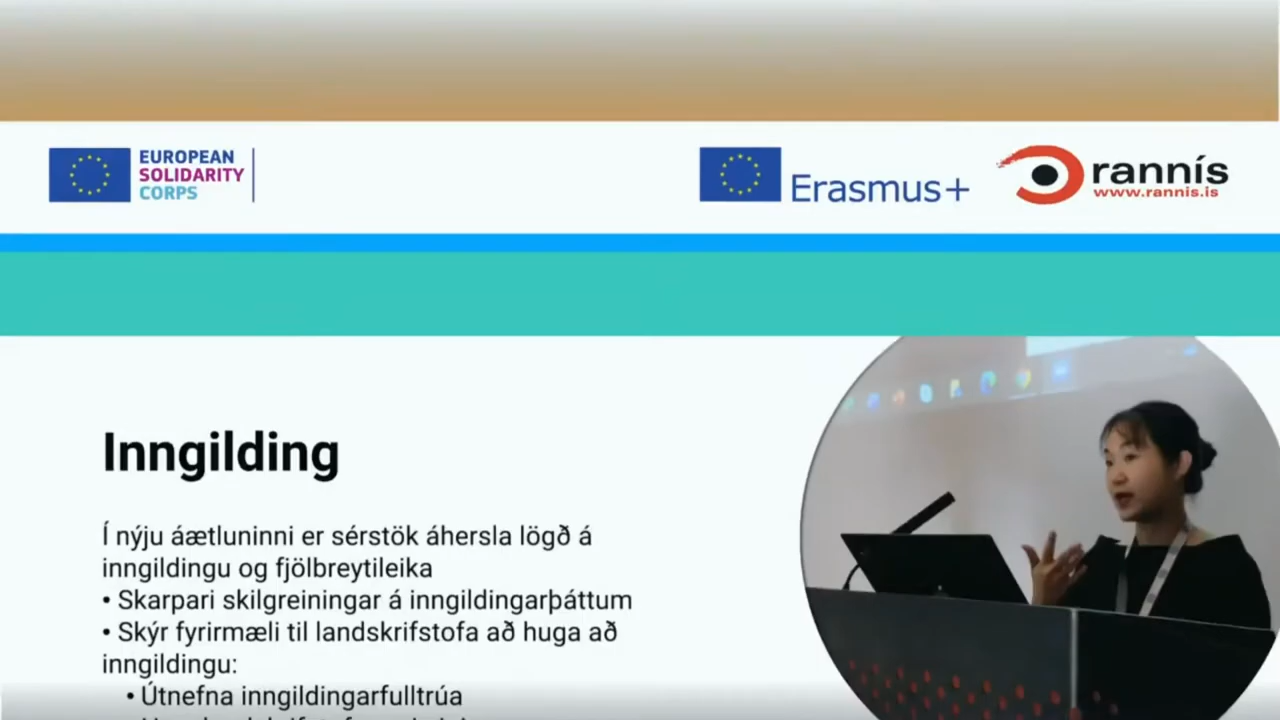 EUROPEAN
SOLIDARITY
CORPS
Erasmus+
rannís
www.rannis.is
Inngilding
Í nýju áætluninni er sérstök áhersla lögð á
inngildingu og fjölbreytileika
• Skarpari skilgreiningar á inngildingarþáttum
• Skýr fyrirmæli til landskrifstofa að huga að
inngildingu:
• Útnefna inngildingarfulltrúa